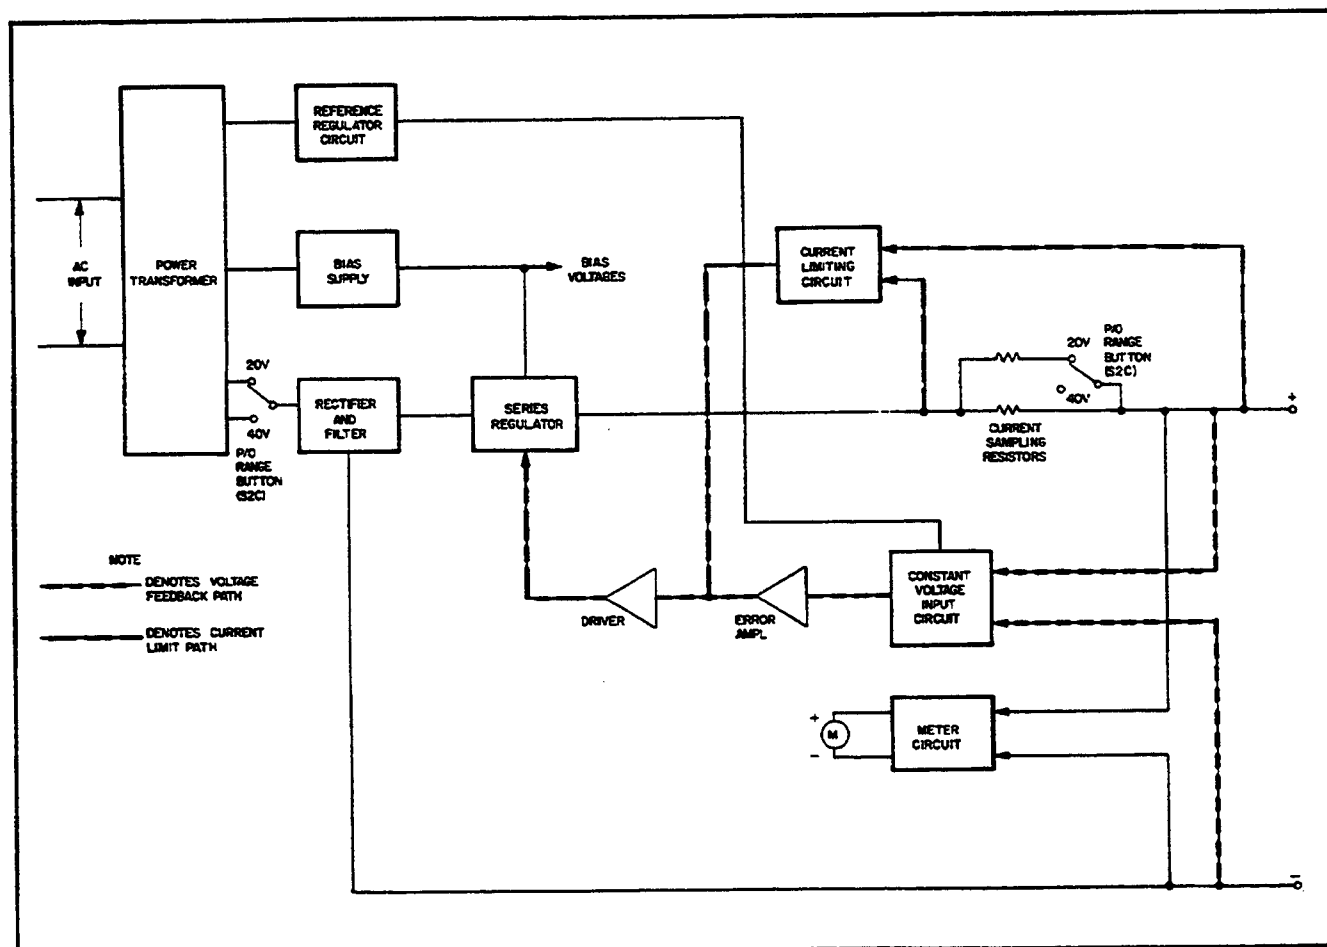 REFERENCE
REGULATOR
CIRCUIT
AC
INPUT
POWER
TRANSFORMER
BIAS
SUPPLY
BIAS
VOLTAGES
CURRENT
LIMITING
CIRCUIT
20V
40V
P/O
RANGE
BUTTON
(S2C)
RECTIFIER
AND
FILTER
SERIES
REGULATOR
20V
40V
P/O
RANGE
BUTTON
(S2C)
CURRENT
SAMPLING
RESISTORS
+
NOTE
DENOTES VOLTAGE
FEEDBACK PATH
DENOTES CURRENT
LIMIT PATH
DRIVER
ERROR
AMPL
CONSTANT
VOLTAGE
INPUT
CIRCUIT
+
M
-
METER
CIRCUIT
-